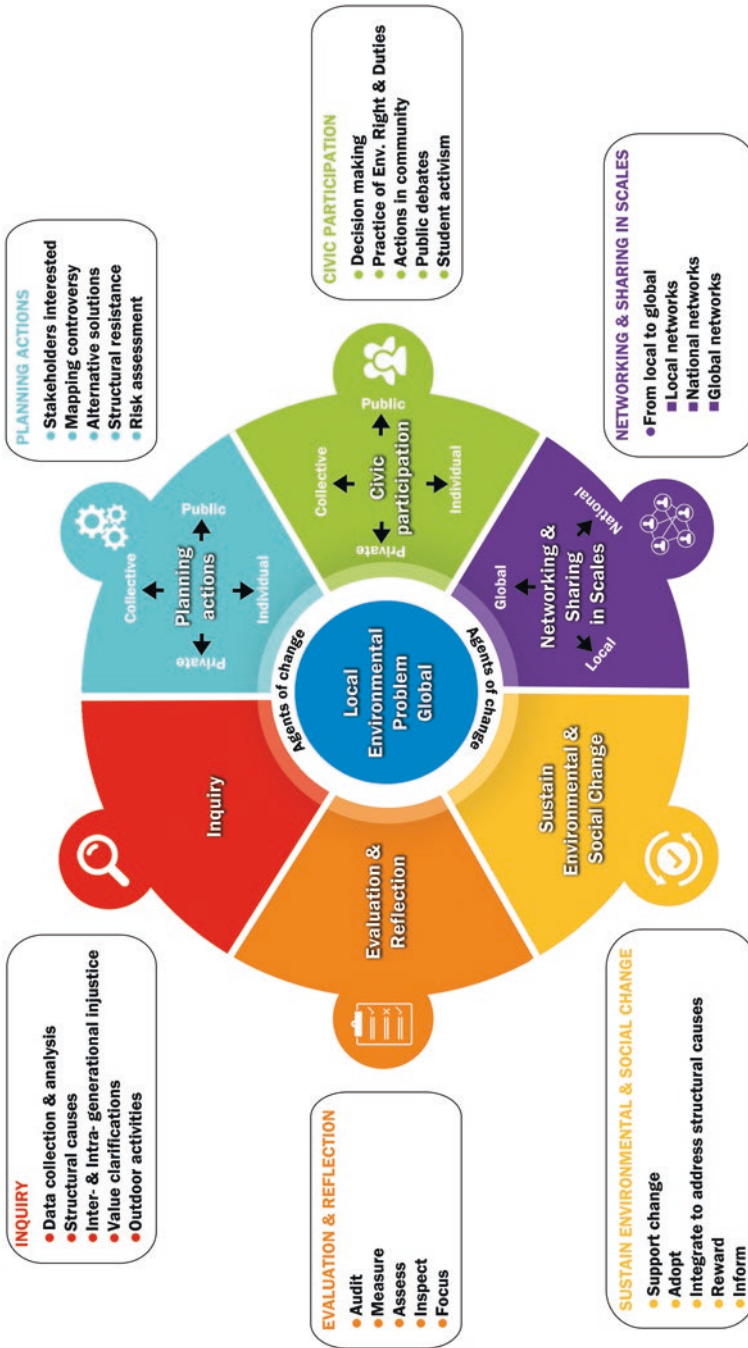 INQUIRY
Data collection & analysis
Structural causes
Inter- & Intra- generational injustice
Value clarifications
Outdoor activities
PLANNING ACTIONS
Stakeholders interested
Mapping controversy
Alternative solutions
Structural resistance
Risk assessment
Inquiry
Collective
Private
Planning
actions
Public
Individual
EVALUATION & REFLECTION
Audit
Measure
Assess
Inspect
Focus
Evaluation &
Reflection
Agents of change
Local
Environmental
Problem
Global
Agents of change
Collective
Private
Civic
participation
Public
Individual
CIVIC PARTICIPATION
Decision making
Practice of Env. Right & Duties
Actions in community
Public debates
Student activism
Sustain
Environmental &
Social Change
Global
Networking &
Sharing
in Scales
Local
National
SUSTAIN ENVIRONMENTAL & SOCIAL CHANGE
Support change
Adopt
Integrate to address structural causes
Reward
Inform
NETWORKING & SHARING IN SCALES
From local to global
Local networks
National networks
Global networks